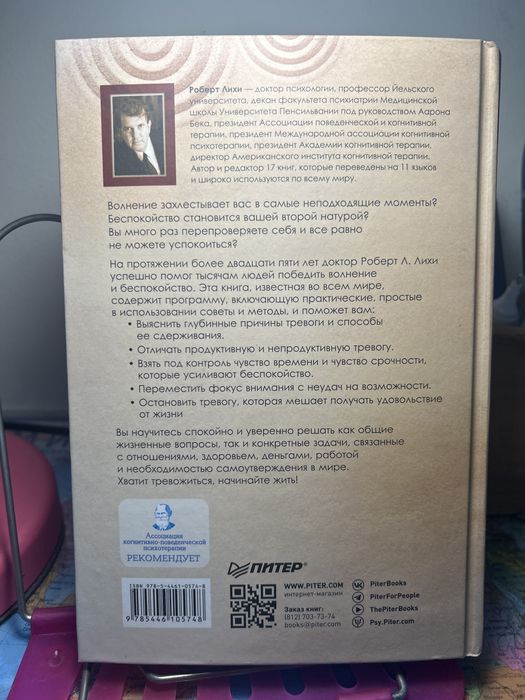 Роберт Лихи — доктор психологии, профессор Йельского
университета, декан факультета психиатрии Медицинской
школы Университета Пенсильвании под руководством Аарона
Бека, президент Ассоциации поведенческой и когнитивной
терапии, президент Международной ассоциации когнитивной
психотерапии, президент Академии когнитивной терапии,
директор Американского института когнитивной терапии.
Автор и редактор 17 книг, которые переведены на 11 языков
и широко используются по всему миру.
Волнение захлестывает вас в самые неподходящие моменты?
Беспокойство становится вашей второй натурой?
Вы много раз перепроверяете себя и все равно
не можете успокоиться?
На протяжении более двадцати пяти лет доктор Роберт Л. Лихи
успешно помог тысячам людей победить волнение
и беспокойство. Эта книга, известная во всем мире,
содержит программу, включающую практические, простые
в использовании советы и методы, и поможет вам:
• Выяснить глубинные причины тревоги и способы
ее сдерживания.
• Отличать продуктивную и непродуктивную тревогу.
• Взять под контроль чувство времени и чувство срочности,
которые усиливают беспокойство.
• Переместить фокус внимания с неудач на возможности.
• Остановить тревогу, которая мешает получать удовольствие
от жизни
Вы научитесь спокойно и уверенно решать как общие
жизненные вопросы, так и конкретные задачи, связанные
с отношениями, здоровьем, деньгами, работой
и необходимостью самоутверждения в мире.
Хватит тревожиться, начинайте жить!
Ассоциация
когнитивно-поведенческой
психотерапии
РЕКОМЕНДУЕТ
ISBN 978-5-4461-0574-8
9 785446 105748
ПИТЕР
WWW.PITER.COM
интернет-магазин
Заказ книг:
(812) 703-73-74
books@piter.com
PiterBooks
PiterForPeople
ThePiterBooks
Psy.Piter.com